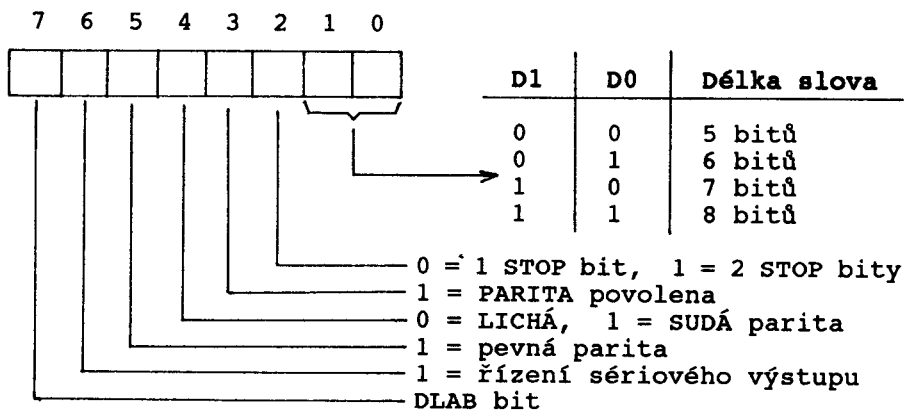 7 6 5 4 3 2 1 0
D1 D0 Délka slova
0 0 5 bitů
0 1 6 bitů
1 0 7 bitů
1 1 8 bitů
0 = 1 STOP bit, 1 = 2 STOP bity
1 = PARITA povolena
0 = LICHÁ, 1 = SUDÁ parita
1 = pevná parita
1 = řízení sériového výstupu
DLAB bit